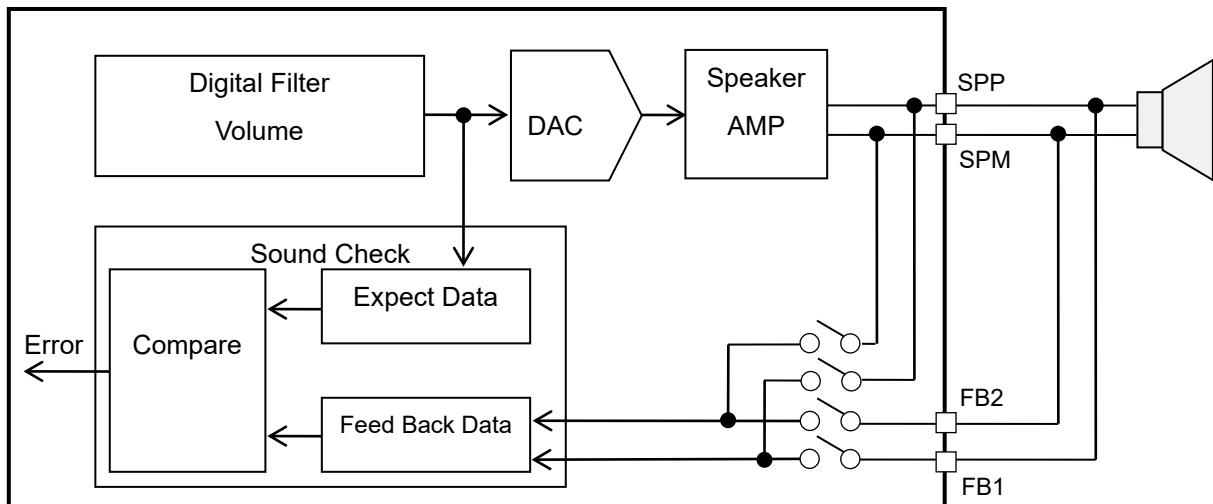 Digital Filter
Volume
DAC
Speaker
AMP
SPP
SPM
Sound Check
Expect Data
Compare
Error
Feed Back Data
FB2
FB1